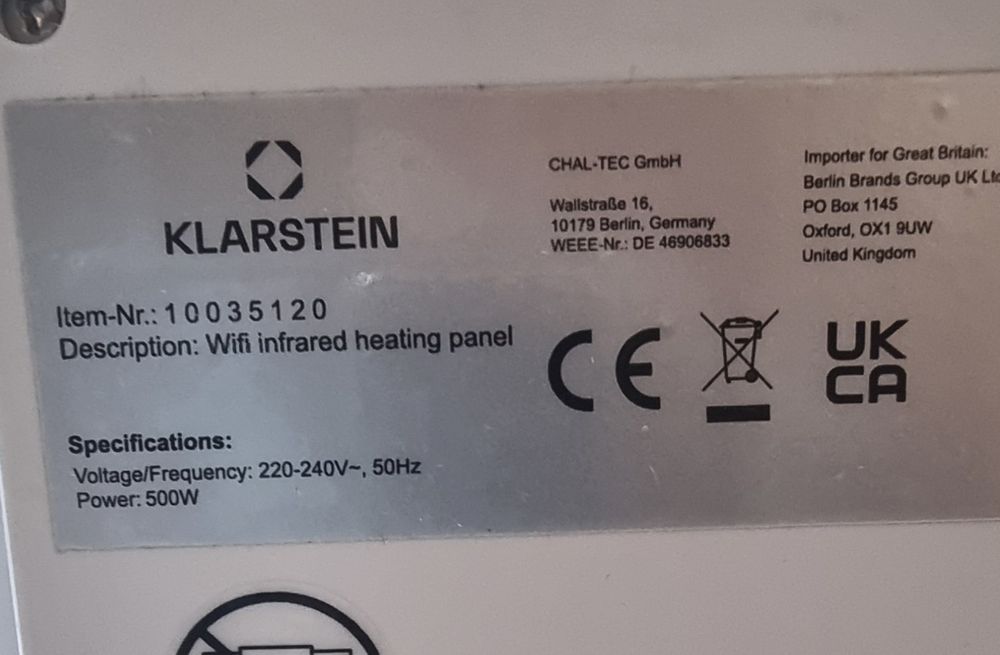 KLARSTEIN
Item-Nr.: 10035120
Description: Wifi infrared heating panel
Specifications:
Voltage/Frequency: 220-240V~, 50Hz
Power: 500W
CHAL-TEC GmbH
Wallstraße 16,
10179 Berlin, Germany
WEEE-Nr.: DE 46906833
Importer for Great Britain:
Berlin Brands Group UK Ltd
PO Box 1145
Oxford, OX1 9UW
United Kingdom
CE
UK
CA